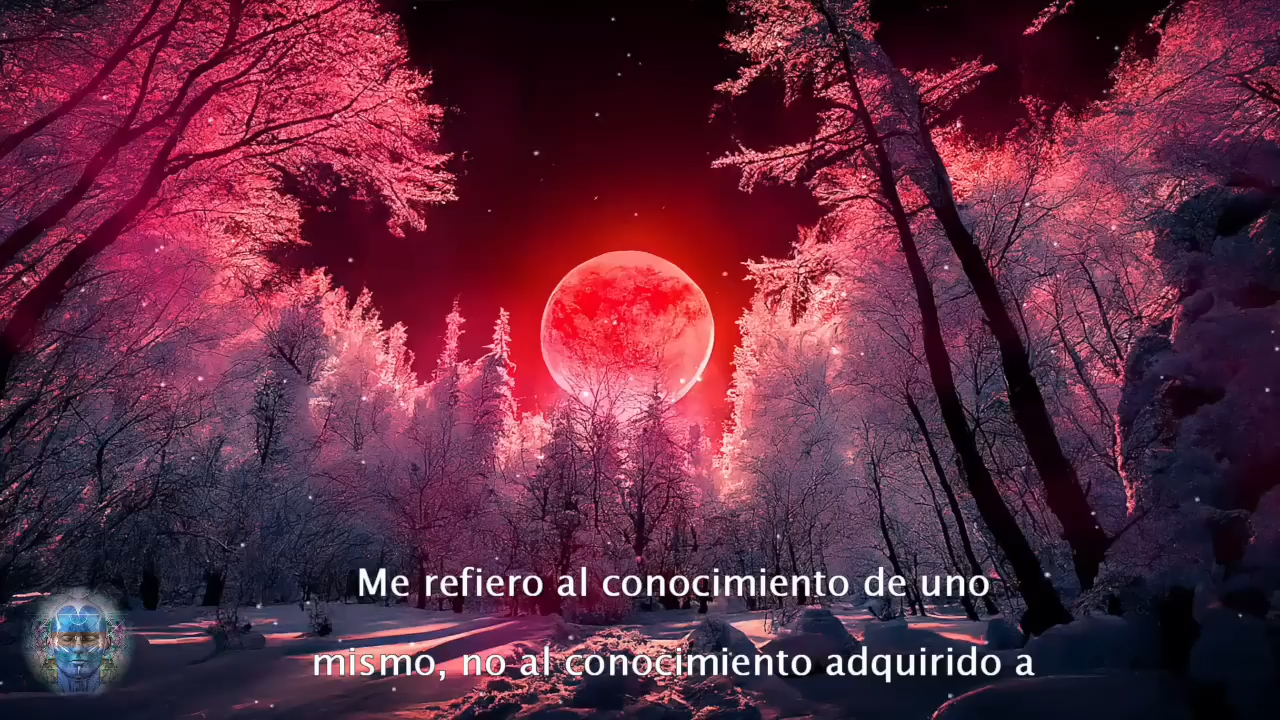 Me refiero al conocimiento de uno
mismo, no al conocimiento adquirido a